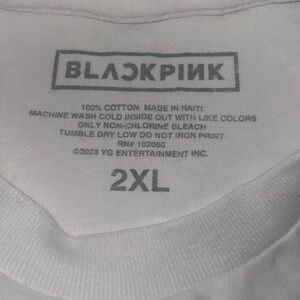 BLACKPINK
100% COTTON. MADE IN HAITI
MACHINE WASH COLD INSIDE OUT WITH LIKE COLORS
ONLY NON-CHLORINE BLEACH
TUMBLE DRY LOW DO NOT IRON PRINT
RN# 102050
©2023 YG ENTERTAINMENT INC.
2XL